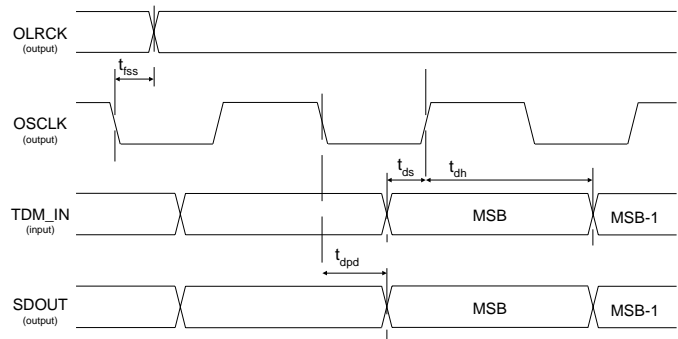 OLRCK
(output)
tfss
OSCLK
(output)
tds
tdh
TDM_IN
(input)
MSB
MSB-1
tdpd
SDOUT
(output)
MSB
MSB-1